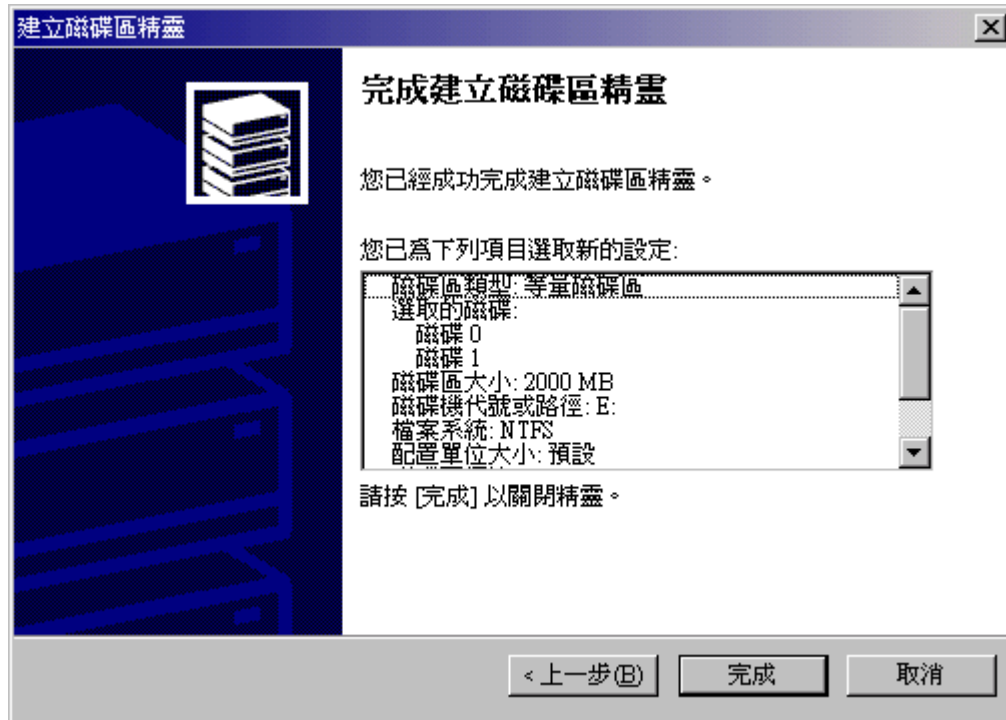 建立磁碟區精靈
完成建立磁碟區精靈
您已經成功完成建立磁碟區精靈。
您已為下列項目選取新的設定:
磁碟區類型: 等量磁碟區
選取的磁碟:
磁碟 0
磁碟 1
磁碟區大小: 2000 MB
磁碟機代號或路徑: E:
檔案系統: NTFS
配置單位大小: 預設
請按 [完成] 以關閉精靈。
< 上一步(B)
完成
取消